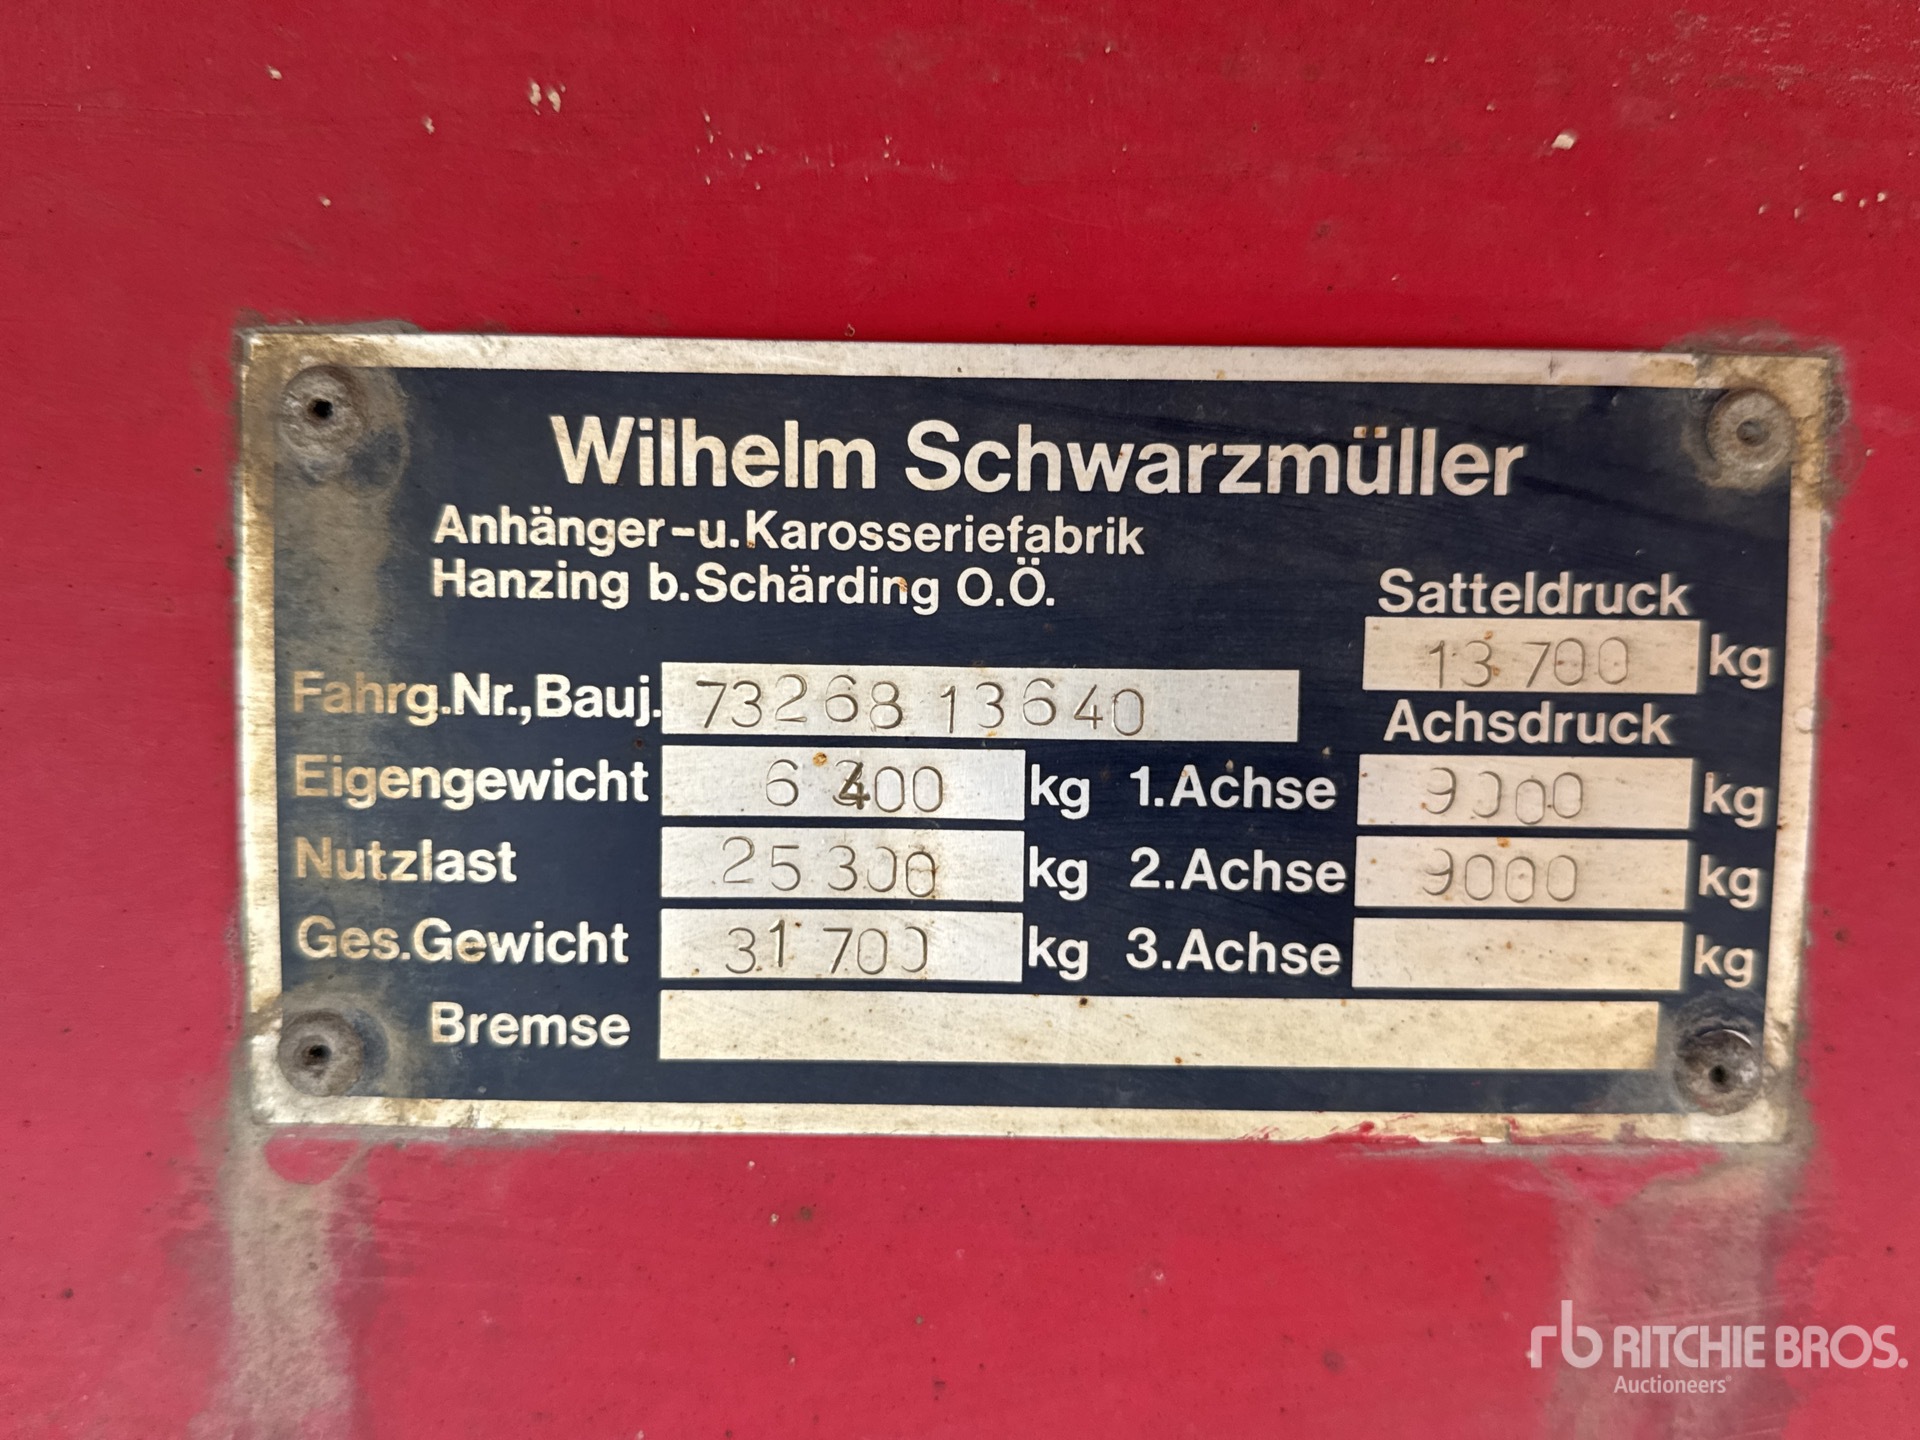 Wilhelm Schwarzmüller
Anhänger-u.Karosseriefabrik
Hanzing b.Schärding O.Ö.
Satteldruck
13 700 kg
Fahrg.Nr.,Bauj. 73268 13640
Achsdruck
Eigengewicht 6 400 kg 1.Achse 9000 kg
Nutzlast 25 300 kg 2.Achse 9000 kg
Ges.Gewicht 31 700 kg 3.Achse kg
Bremse
rb RITCHIE BROS.
Auctioneers